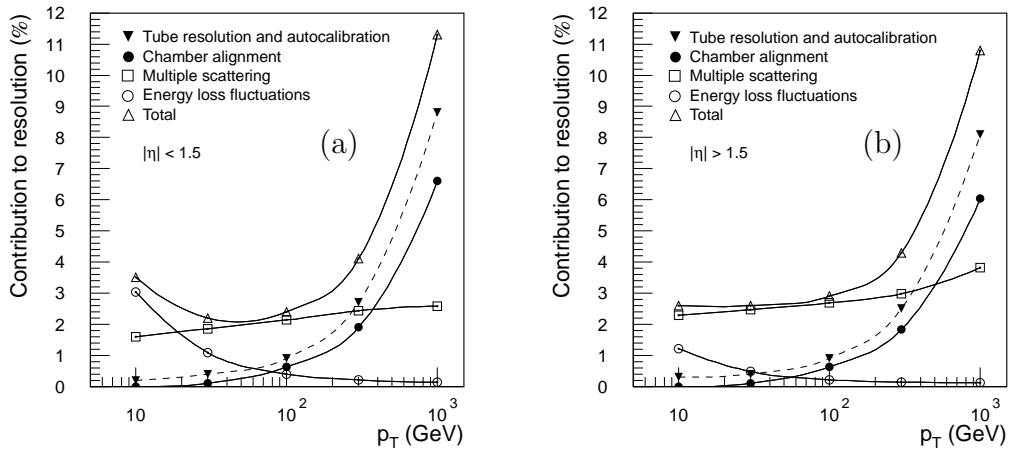 Contribution to resolution (%)
12
11
10
9
8
7
6
5
4
3
2
1
0
Tube resolution and autocalibration
Chamber alignment
Multiple scattering
Energy loss fluctuations
Total
|η| < 1.5
(a)
10
10²
10³
p_T (GeV)
Contribution to resolution (%)
12
11
10
9
8
7
6
5
4
3
2
1
0
Tube resolution and autocalibration
Chamber alignment
Multiple scattering
Energy loss fluctuations
Total
|η| > 1.5
(b)
10
10²
10³
p_T (GeV)